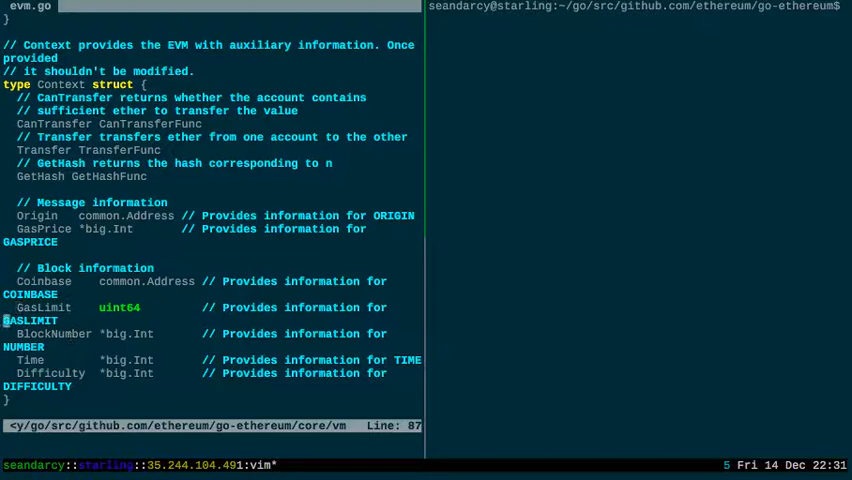 evm.go
}
// Context provides the EVM with auxiliary information. Once
provided
// it shouldn't be modified.
type Context struct {
// CanTransfer returns whether the account contains
// sufficient ether to transfer the value
CanTransfer CanTransferFunc
// Transfer transfers ether from one account to the other
Transfer TransferFunc
// GetHash returns the hash corresponding to n
GetHash GetHashFunc
// Message information
Origin common.Address // Provides information for ORIGIN
GasPrice *big.Int // Provides information for
GASPRICE
// Block information
Coinbase common.Address // Provides information for
COINBASE
GasLimit uint64 // Provides information for
GASLIMIT
BlockNumber *big.Int // Provides information for
NUMBER
Time *big.Int // Provides information for TIME
Difficulty *big.Int // Provides information for
DIFFICULTY
}
<y/go/src/github.com/ethereum/go-ethereum/core/vm Line: 87
seandarcy@starling:~/go/src/github.com/ethereum/go-ethereum$
seandarcy::starling::35.244.104.491:vim* 5 Fri 14 Dec 22:31